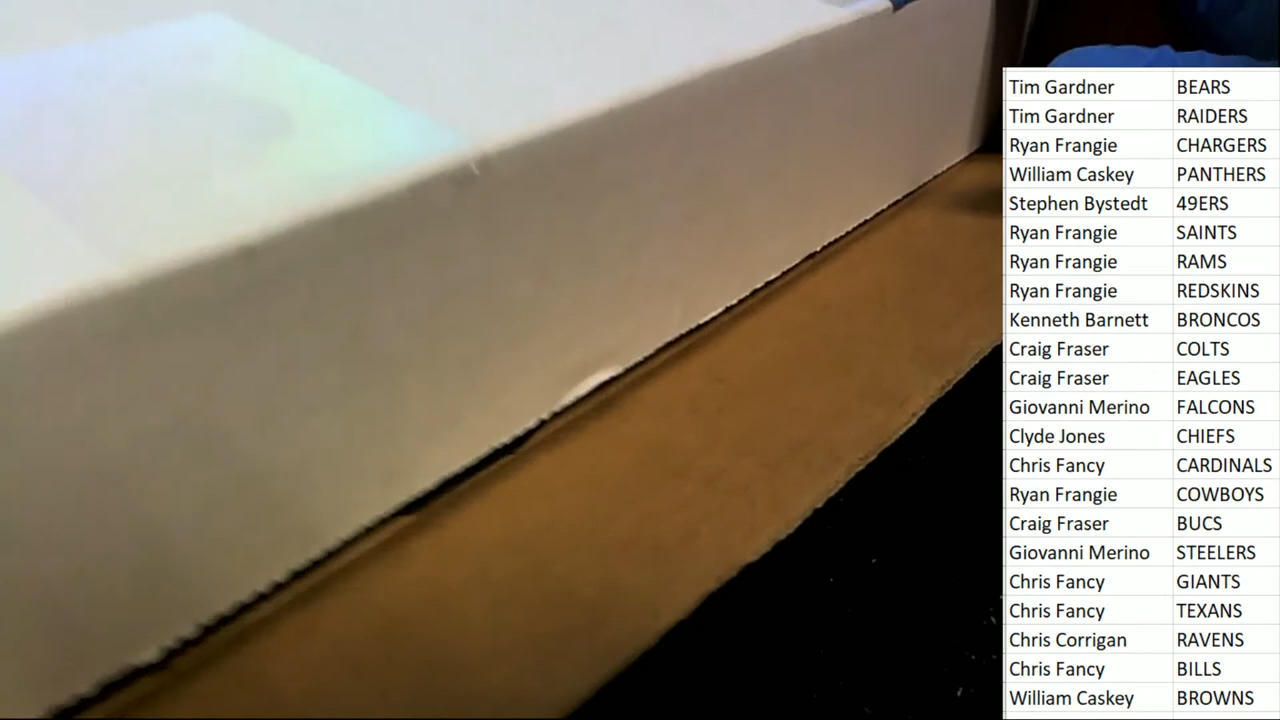 Tim Gardner BEARS
Tim Gardner RAIDERS
Ryan Frangie CHARGERS
William Caskey PANTHERS
Stephen Bystedt 49ERS
Ryan Frangie SAINTS
Ryan Frangie RAMS
Ryan Frangie REDSKINS
Kenneth Barnett BRONCOS
Craig Fraser COLTS
Craig Fraser EAGLES
Giovanni Merino FALCONS
Clyde Jones CHIEFS
Chris Fancy CARDINALS
Ryan Frangie COWBOYS
Craig Fraser BUCS
Giovanni Merino STEELERS
Chris Fancy GIANTS
Chris Fancy TEXANS
Chris Corrigan RAVENS
Chris Fancy BILLS
William Caskey BROWNS